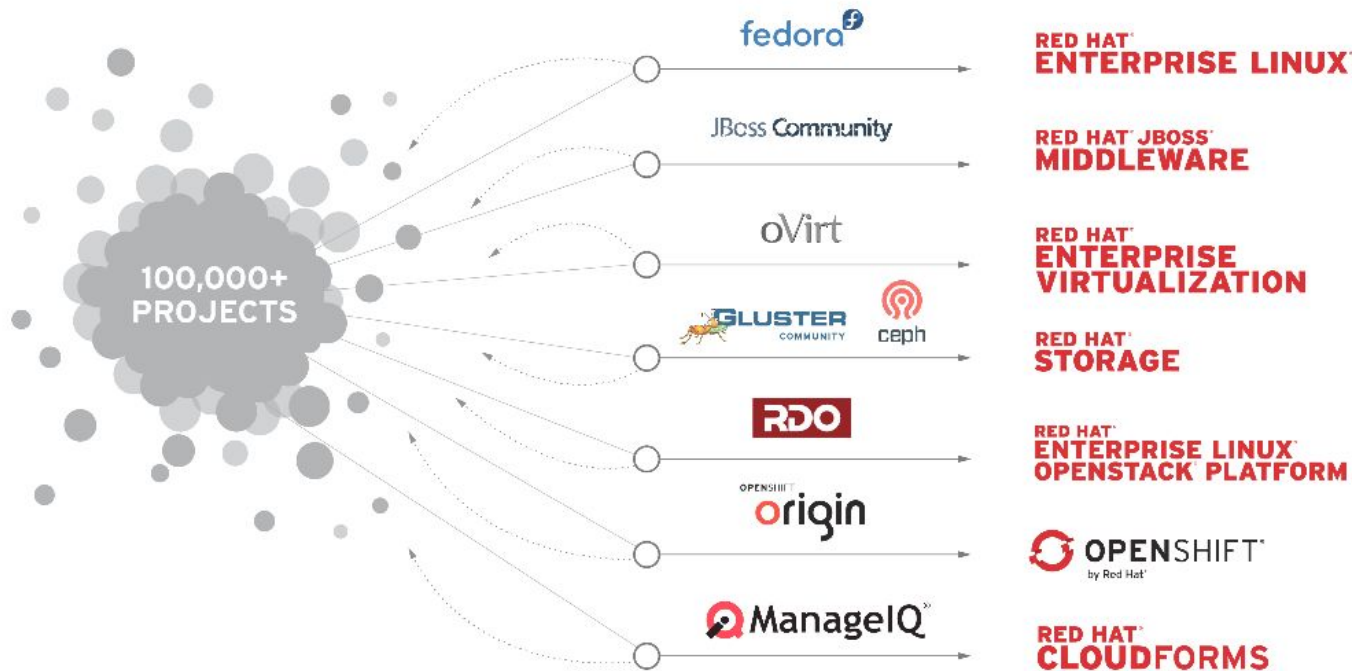 fedora
RED HAT®
ENTERPRISE LINUX®
JBoss Community
RED HAT® JBOSS®
MIDDLEWARE
oVirt
RED HAT®
ENTERPRISE
VIRTUALIZATION
100,000+
PROJECTS
GLUSTER
COMMUNITY
ceph
RED HAT®
STORAGE
RDO
RED HAT®
ENTERPRISE LINUX®
OPENSTACK® PLATFORM
OPENSHIFT
origin
OPENSHIFT®
by Red Hat®
ManageIQ
RED HAT®
CLOUDFORMS